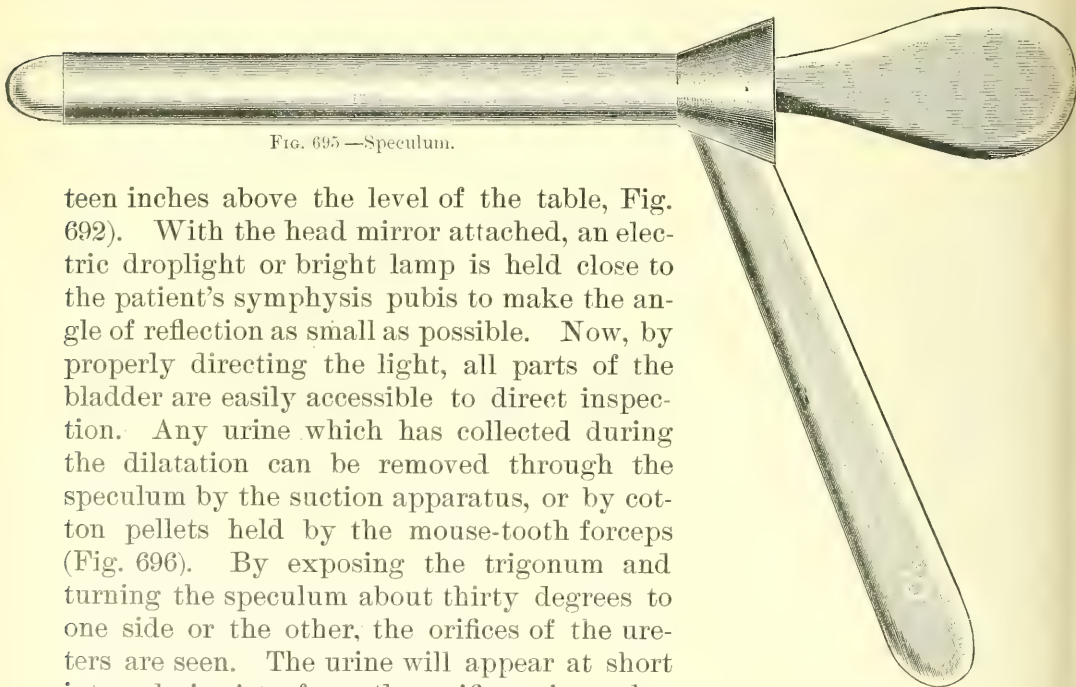 FIG. 695—Speculum.
teen inches above the level of the table, Fig.
692). With the head mirror attached, an elec-
tric droplight or bright lamp is held close to
the patient's symphysis pubis to make the an-
gle of reflection as small as possible. Now, by
properly directing the light, all parts of the
bladder are easily accessible to direct inspec-
tion. Any urine which has collected during
the dilatation can be removed through the
speculum by the suction apparatus, or by cot-
ton pellets held by the mouse-tooth forceps
(Fig. 696). By exposing the trigonum and
turning the speculum about thirty degrees to
one side or the other, the orifices of the ure-
ters are seen. The urine will appear at short